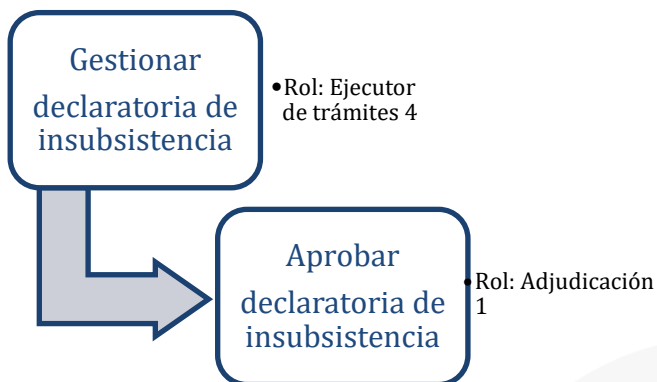 Gestionar
declaratoria de
insubsistencia
•Rol: Ejecutor
de trámites 4
Aprobar
declaratoria de
insubsistencia
•Rol: Adjudicación
1